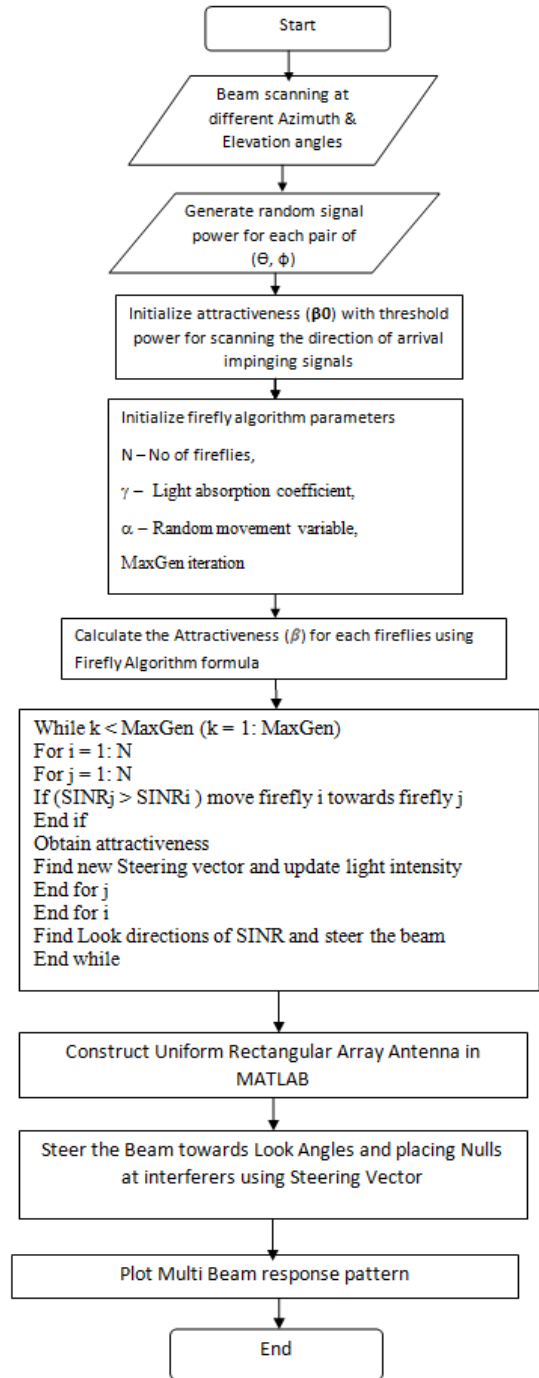 Start
Beam scanning at
different Azimuth &
Elevation angles
Generate random signal
power for each pair of
(Ɵ, ϕ)
Initialize attractiveness (β0) with threshold
power for scanning the direction of arrival
impinging signals
Initialize firefly algorithm parameters
N – No of fireflies,
γ – Light absorption coefficient,
α – Random movement variable,
MaxGen iteration
Calculate the Attractiveness (β) for each fireflies using
Firefly Algorithm formula
While k < MaxGen (k = 1: MaxGen)
For i = 1: N
For j = 1: N
If (SINRj > SINRi ) move firefly i towards firefly j
End if
Obtain attractiveness
Find new Steering vector and update light intensity
End for j
End for i
Find Look directions of SINR and steer the beam
End while
Construct Uniform Rectangular Array Antenna in
MATLAB
Steer the Beam towards Look Angles and placing Nulls
at interferers using Steering Vector
Plot Multi Beam response pattern
End